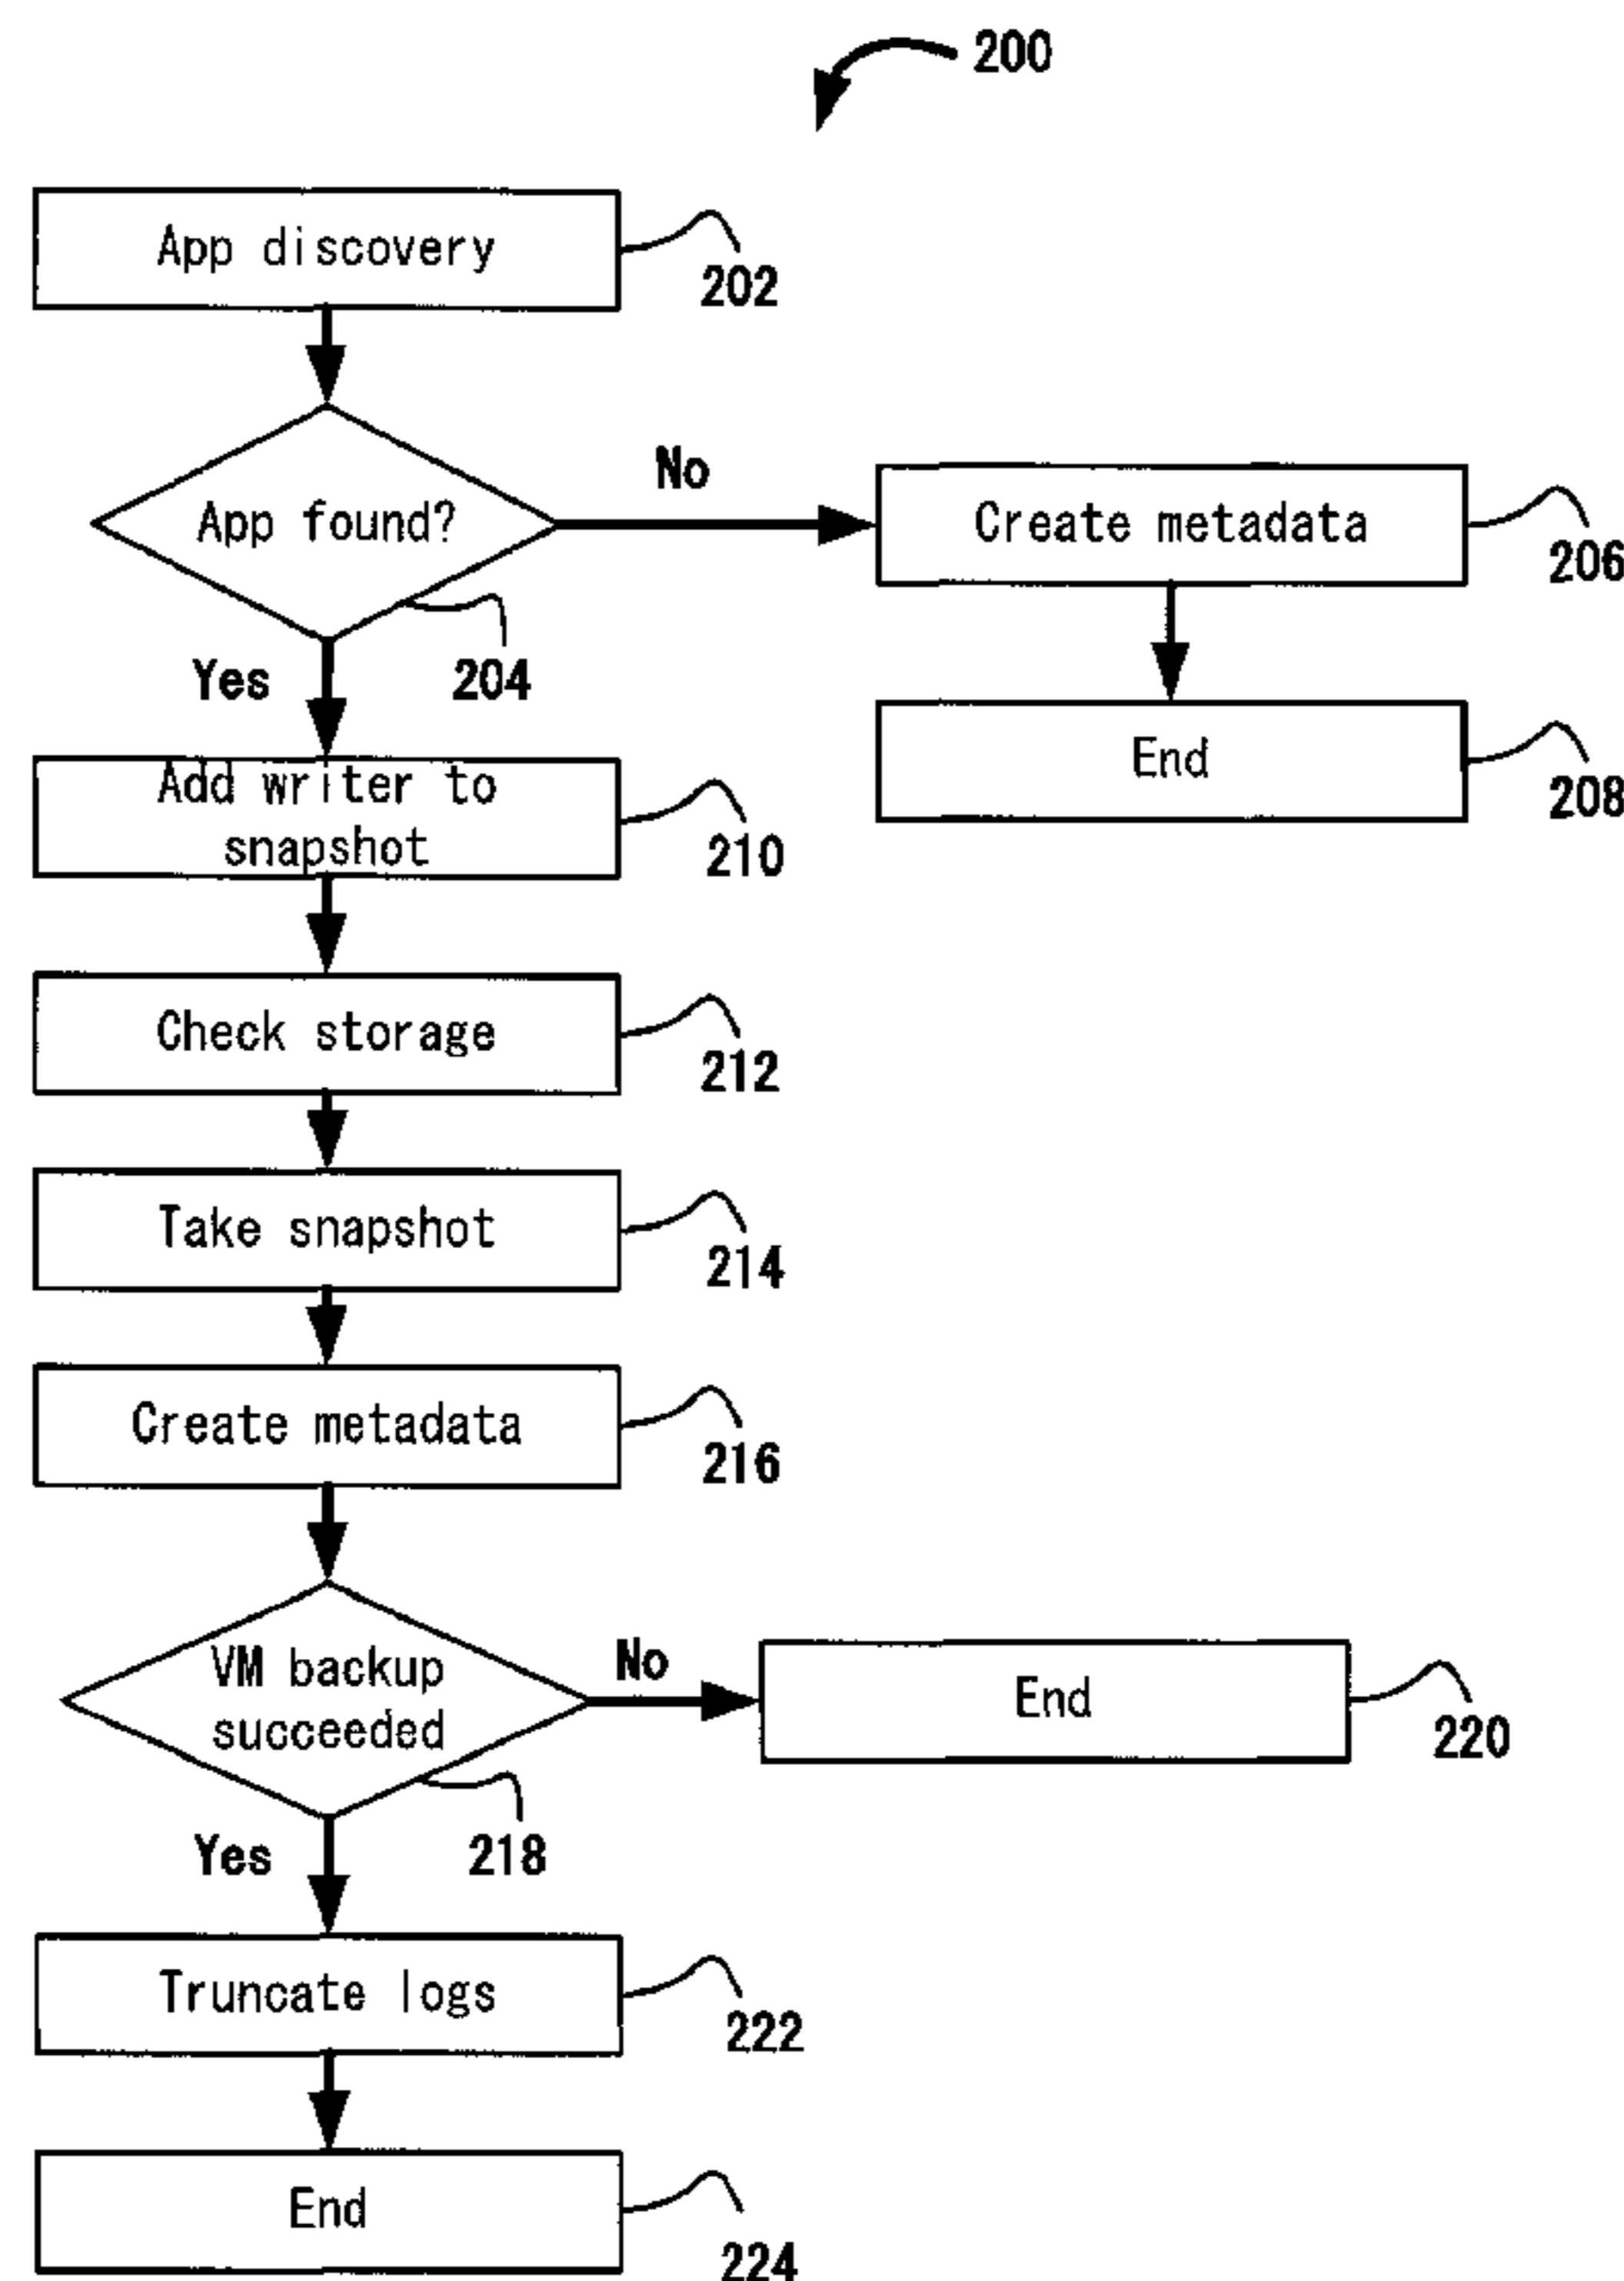 200
App discovery
202
App found?
No
Create metadata
206
Yes
204
End
208
Add writer to
snapshot
210
Check storage
212
Take snapshot
214
Create metadata
216
VM backup
succeeded
No
End
220
Yes
218
Truncate logs
222
End
224